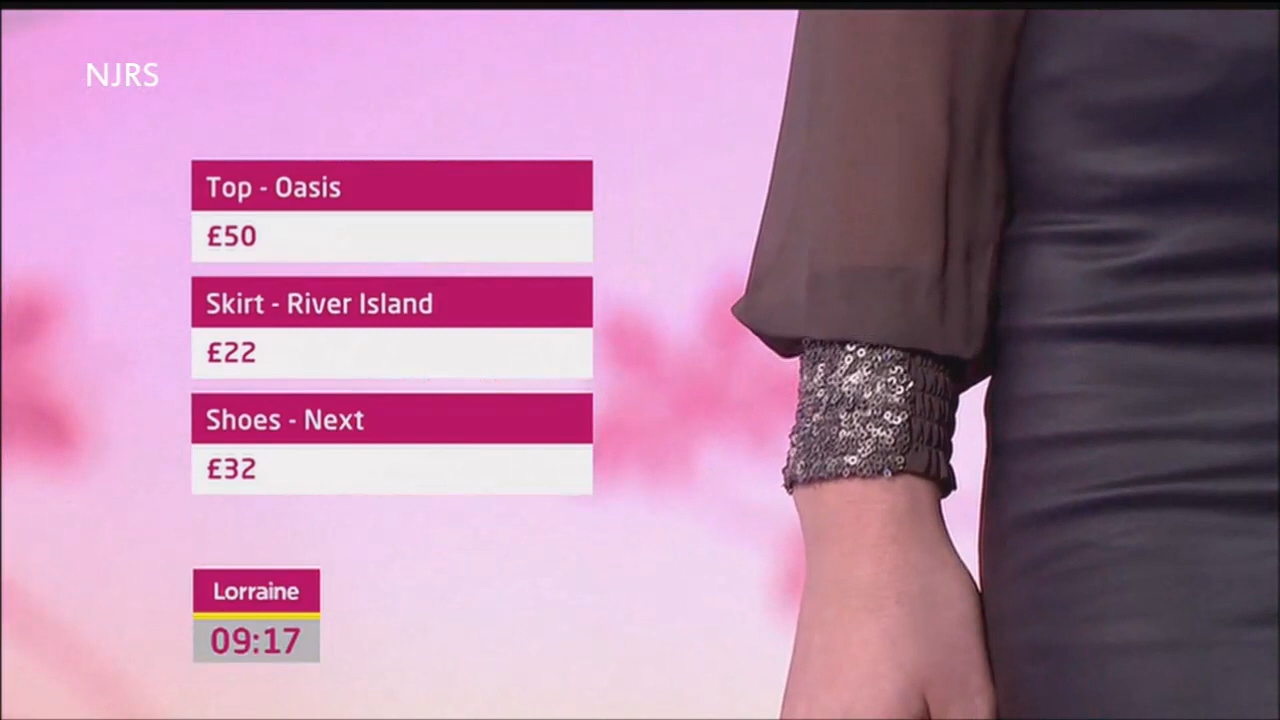 NJRS
Top - Oasis
£50
Skirt - River Island
£22
Shoes - Next
£32
Lorraine
09:17